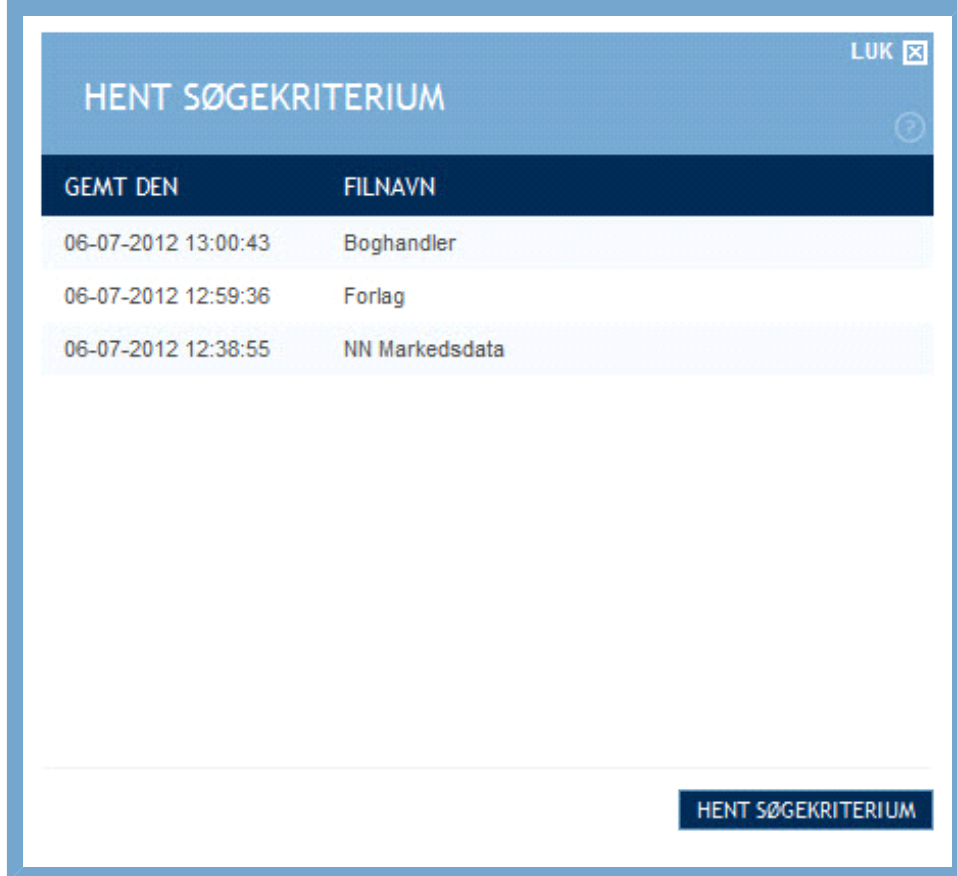 LUK
HENT SØGEKRITERIUM
GEMT DEN FILNAVN
06-07-2012 13:00:43 Boghandler
06-07-2012 12:59:36 Forlag
06-07-2012 12:38:55 NN Markedsdata
HENT SØGEKRITERIUM